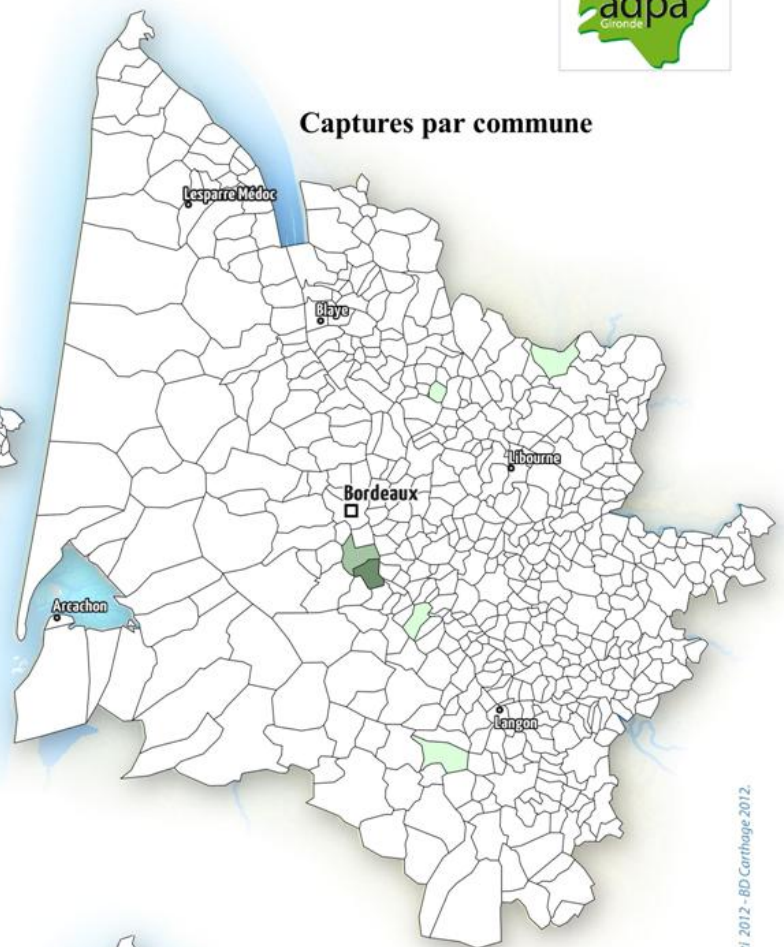 adpa
Gironde
Captures par commune
Lesparre Médoc
Blaye
Libourne
Bordeaux
Arcachon
Langon
2012 - BD Carthage 2012.